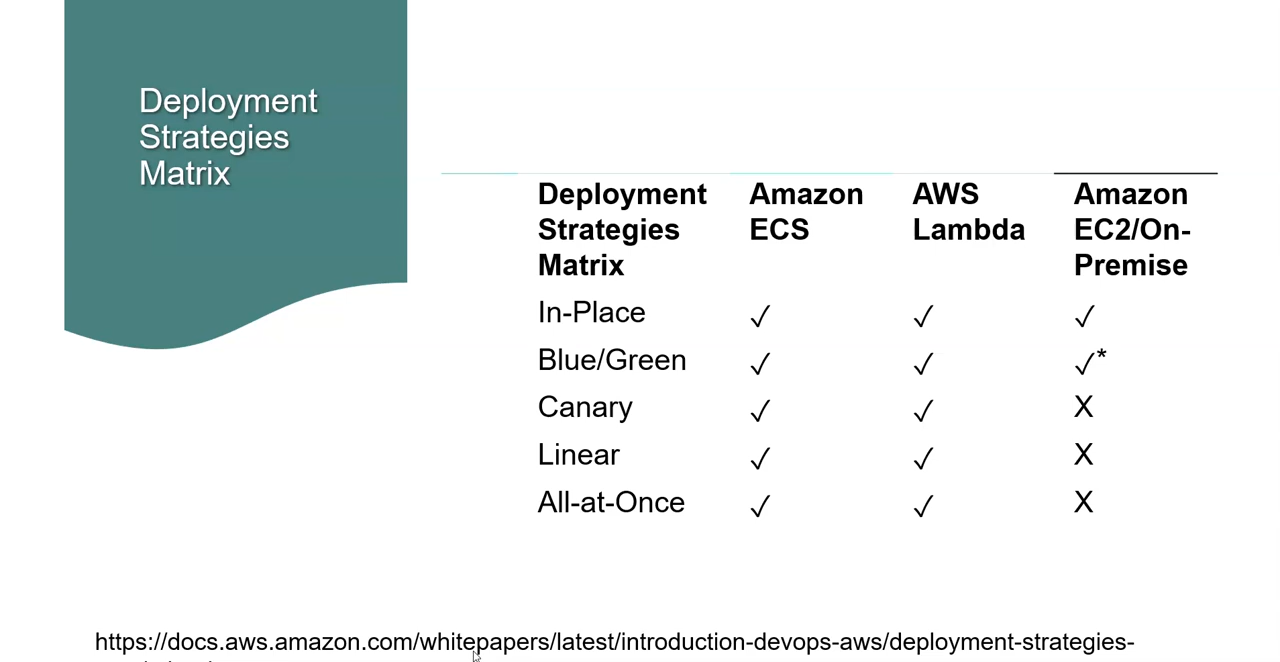 Deployment
Strategies
Matrix
Deployment Strategies Matrix Amazon ECS AWS Lambda Amazon EC2/On-Premise
In-Place ✓ ✓ ✓
Blue/Green ✓ ✓ ✓*
Canary ✓ ✓ X
Linear ✓ ✓ X
All-at-Once ✓ ✓ X
https://docs.aws.amazon.com/whitepapers/latest/introduction-devops-aws/deployment-strategies-